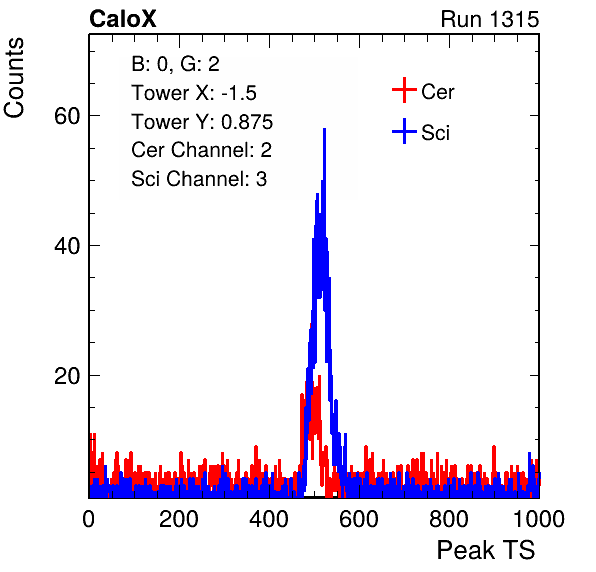 CaloX Run 1315
Counts
B: 0, G: 2
Tower X: -1.5
Tower Y: 0.875
Cer Channel: 2
Sci Channel: 3
Cer
Sci
60
40
20
0 200 400 600 800 1000
Peak TS